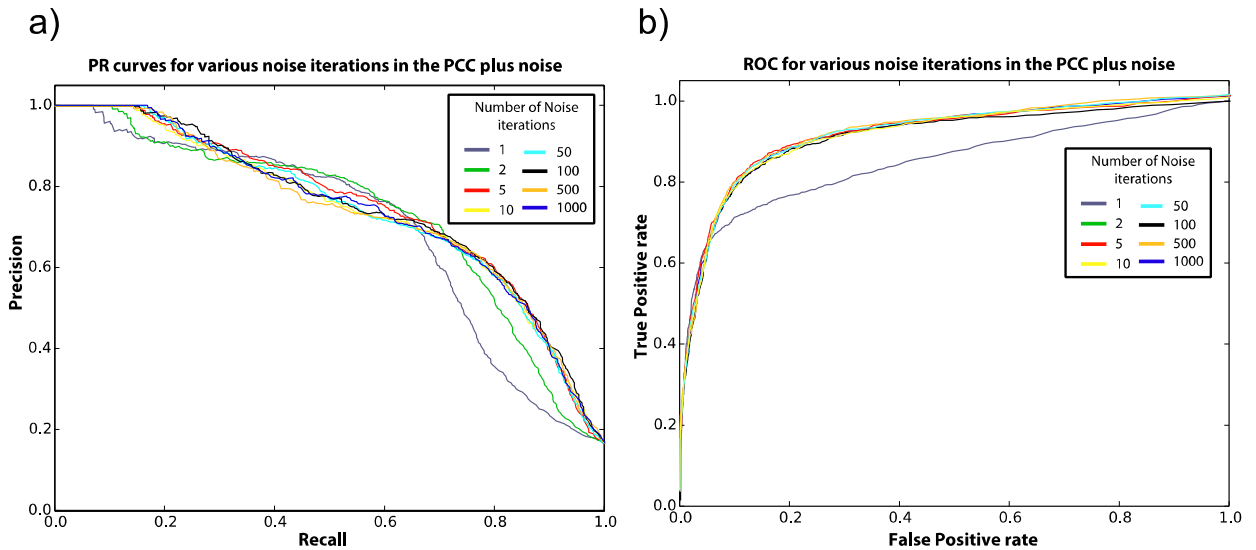 a)
PR curves for various noise iterations in the PCC plus noise
1.0
0.8
0.6
0.4
0.2
0.0
Precision
0.0 0.2 0.4 0.6 0.8 1.0
Recall
Number of Noise
iterations
1 50
2 100
5 500
10 1000
b)
ROC for various noise iterations in the PCC plus noise
1.0
0.8
0.6
0.4
0.2
0.0
True Positive rate
0.0 0.2 0.4 0.6 0.8 1.0
False Positive rate
Number of Noise
iterations
1 50
2 100
5 500
10 1000